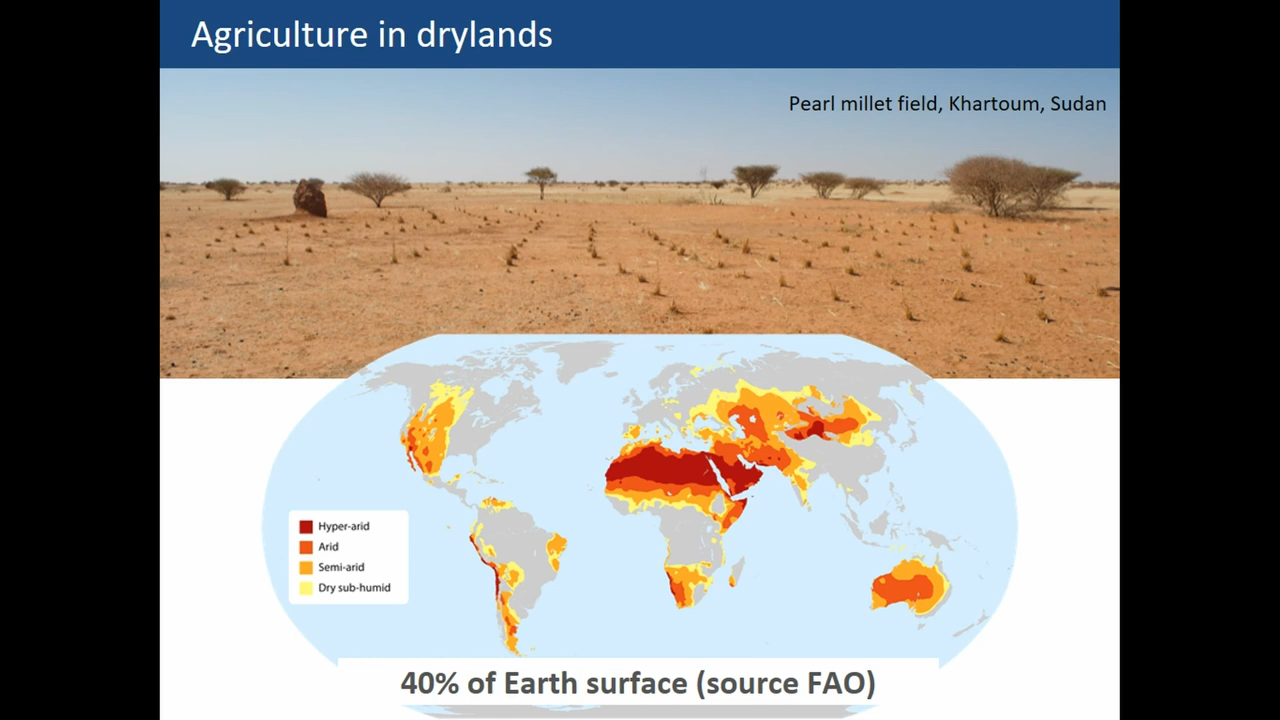 Agriculture in drylands
Pearl millet field, Khartoum, Sudan
Hyper-arid
Arid
Semi-arid
Dry sub-humid
40% of Earth surface (source FAO)